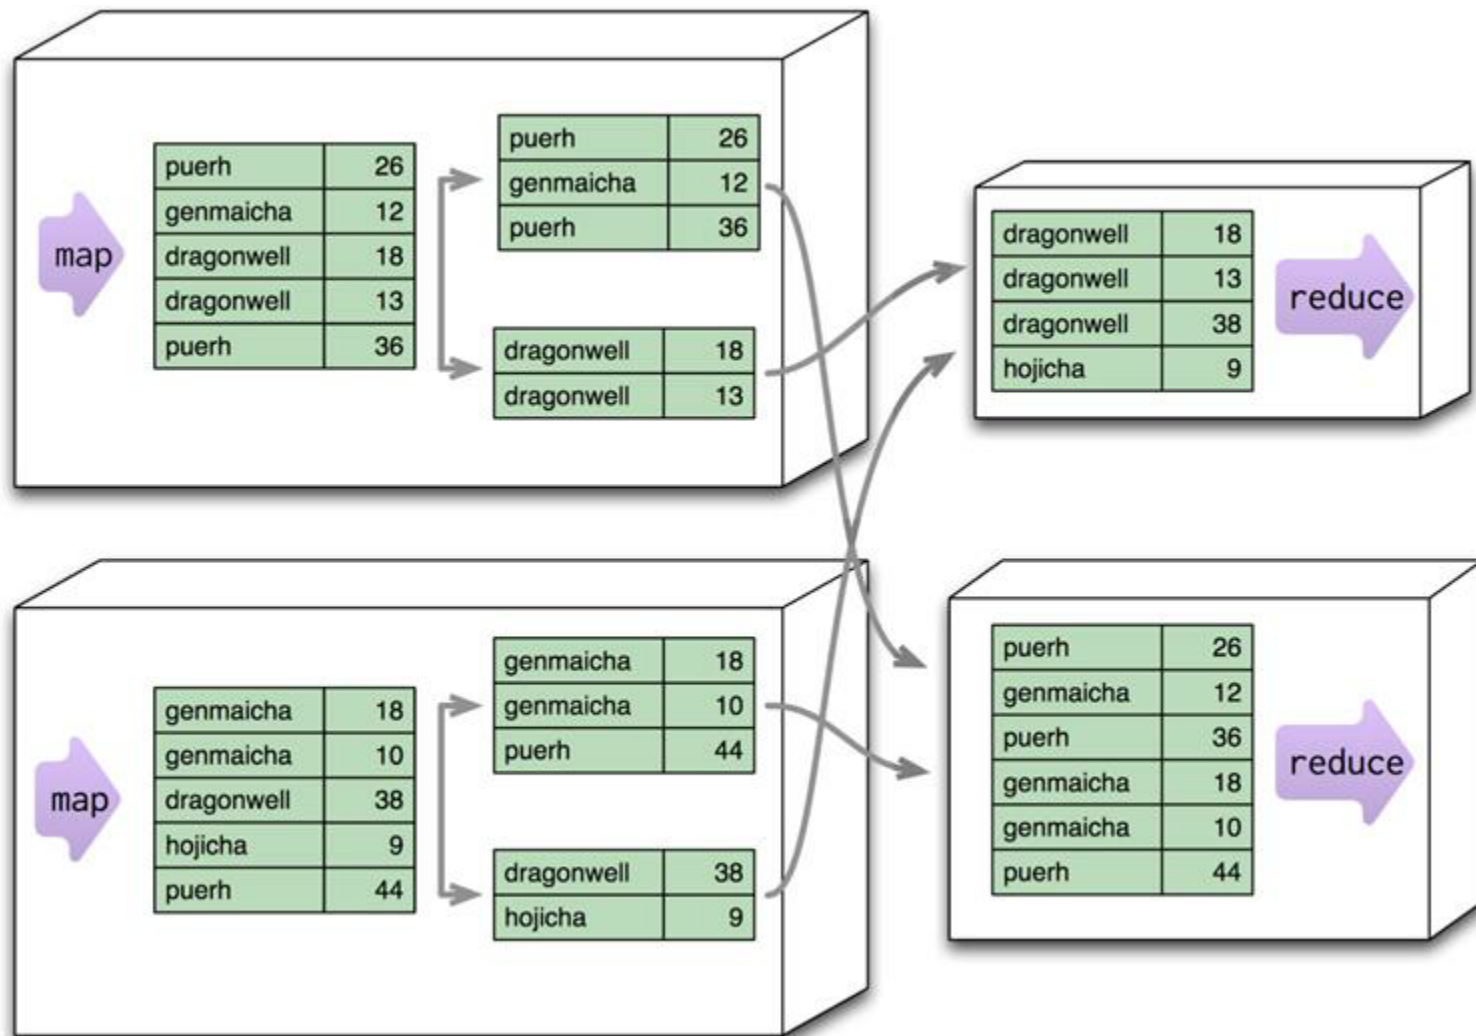 map
puerh 26
genmaicha 12
dragonwell 18
dragonwell 13
puerh 36
puerh 26
genmaicha 12
puerh 36
dragonwell 18
dragonwell 13
dragonwell 18
dragonwell 13
dragonwell 38
hojicha 9
reduce
map
genmaicha 18
genmaicha 10
dragonwell 38
hojicha 9
puerh 44
genmaicha 18
genmaicha 10
puerh 44
dragonwell 38
hojicha 9
puerh 26
genmaicha 12
puerh 36
genmaicha 18
genmaicha 10
puerh 44
reduce